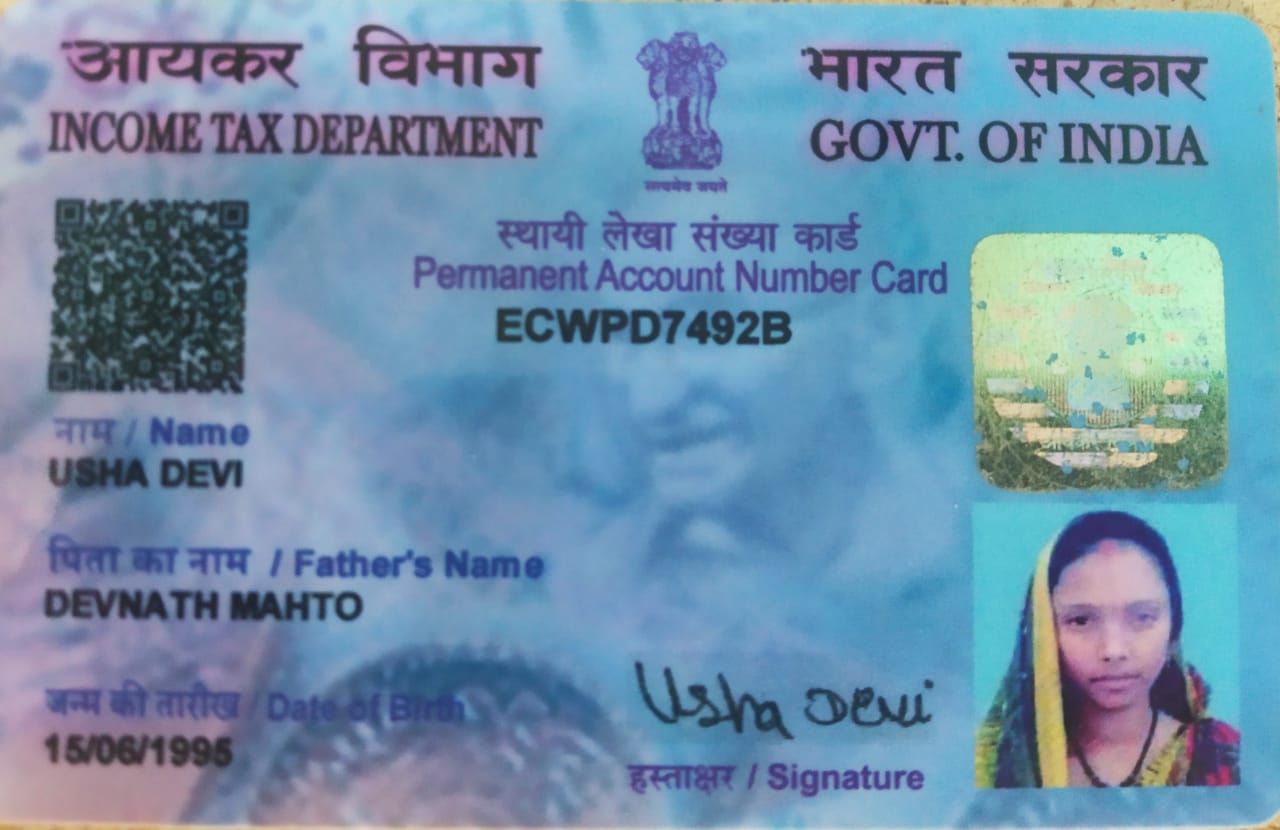 आयकर विभाग
INCOME TAX DEPARTMENT
सत्यमेव जयते
भारत सरकार
GOVT. OF INDIA
स्थायी लेखा संख्या कार्ड
Permanent Account Number Card
ECWPD7492B
नाम / Name
USHA DEVI
पिता का नाम / Father's Name
DEVNATH MAHTO
जन्म की तारीख / Date of Birth
15/06/1995
Usha Devi
हस्ताक्षर / Signature